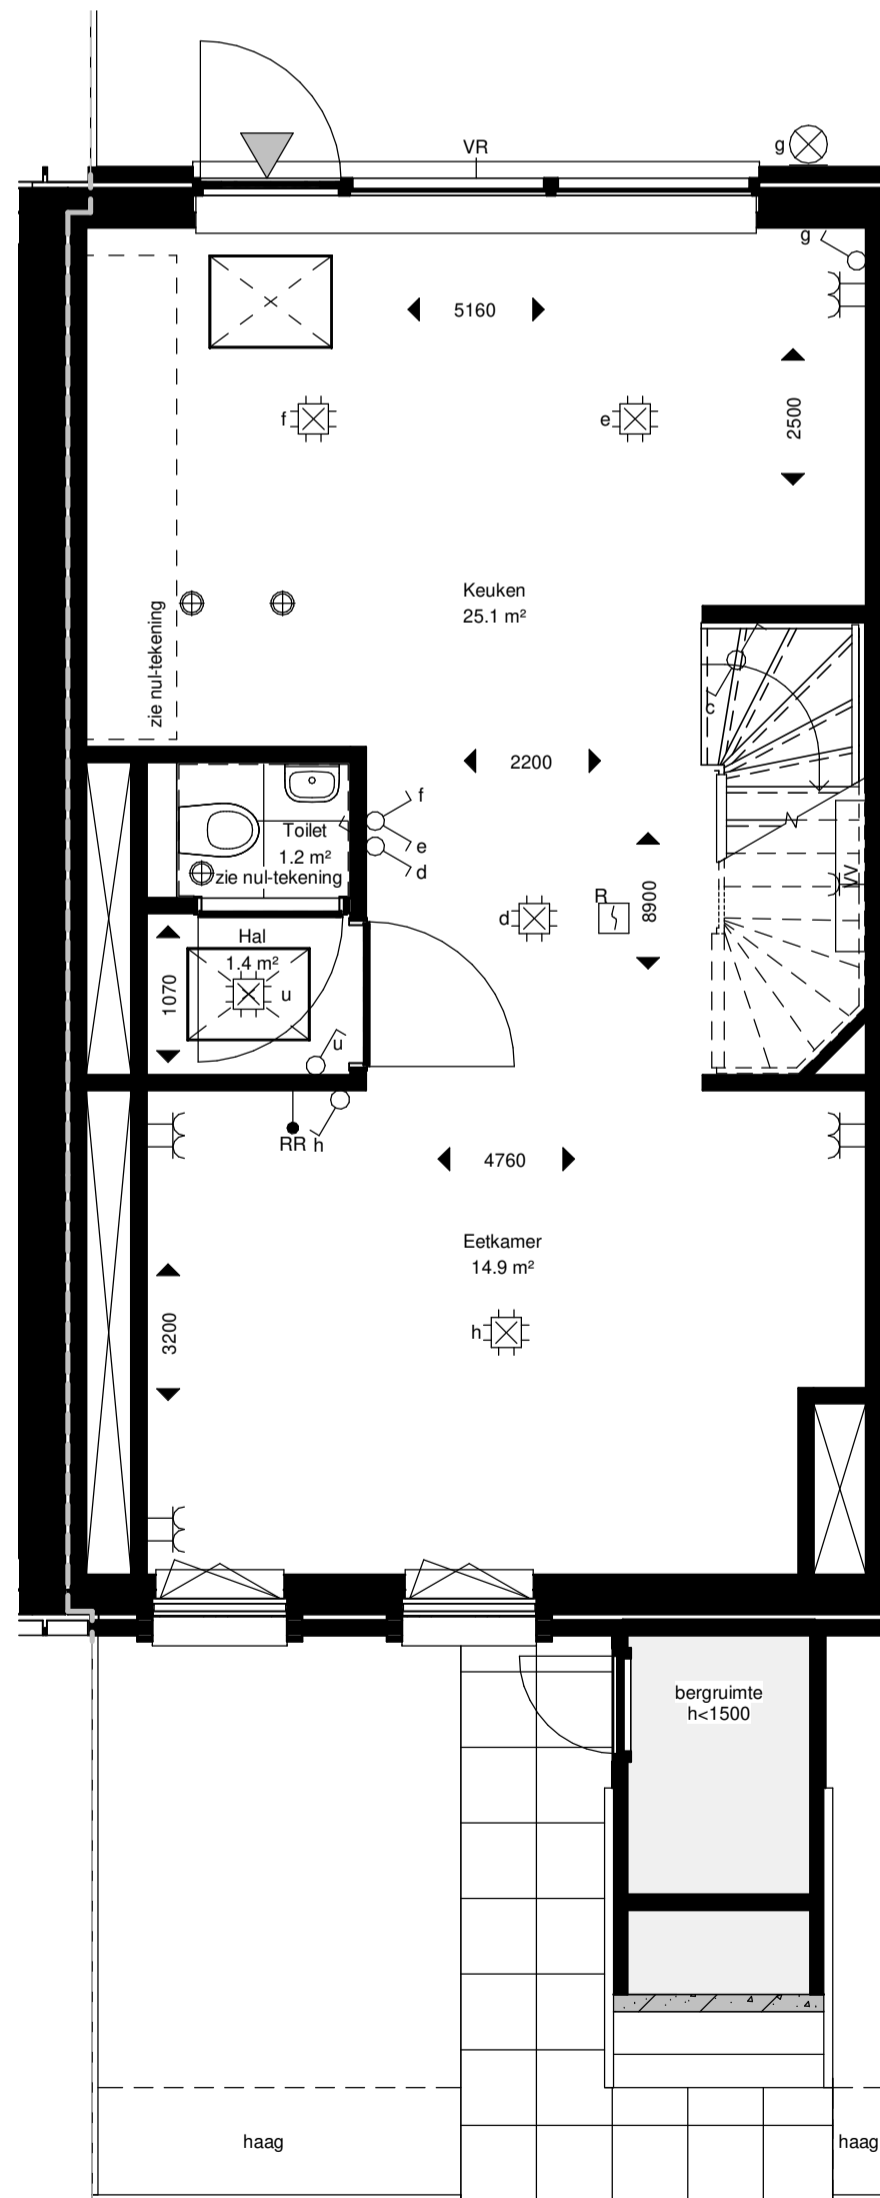 VR
g
g
5160
f
e
2500
Keuken
25.1 m²
zie nul-tekening
c
2200
f
e
d
Toilet
1.2 m²
zie nul-tekening
VV
8900
d
R
Hal
1.4 m²
1070
u
u
RR h
4760
Eetkamer
14.9 m²
3200
h
bergruimte
h<1500
haag
haag